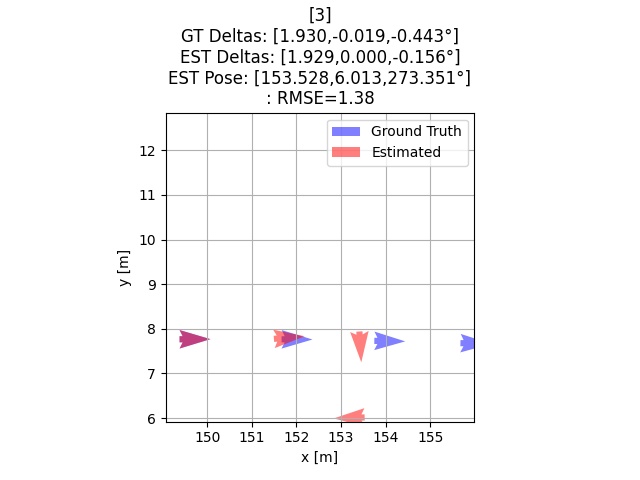 [3]
GT Deltas: [1.930,-0.019,-0.443°]
EST Deltas: [1.929,0.000,-0.156°]
EST Pose: [153.528,6.013,273.351°]
: RMSE=1.38
Ground Truth
Estimated
12
11
10
9
8
7
6
y [m]
150 151 152 153 154 155
x [m]